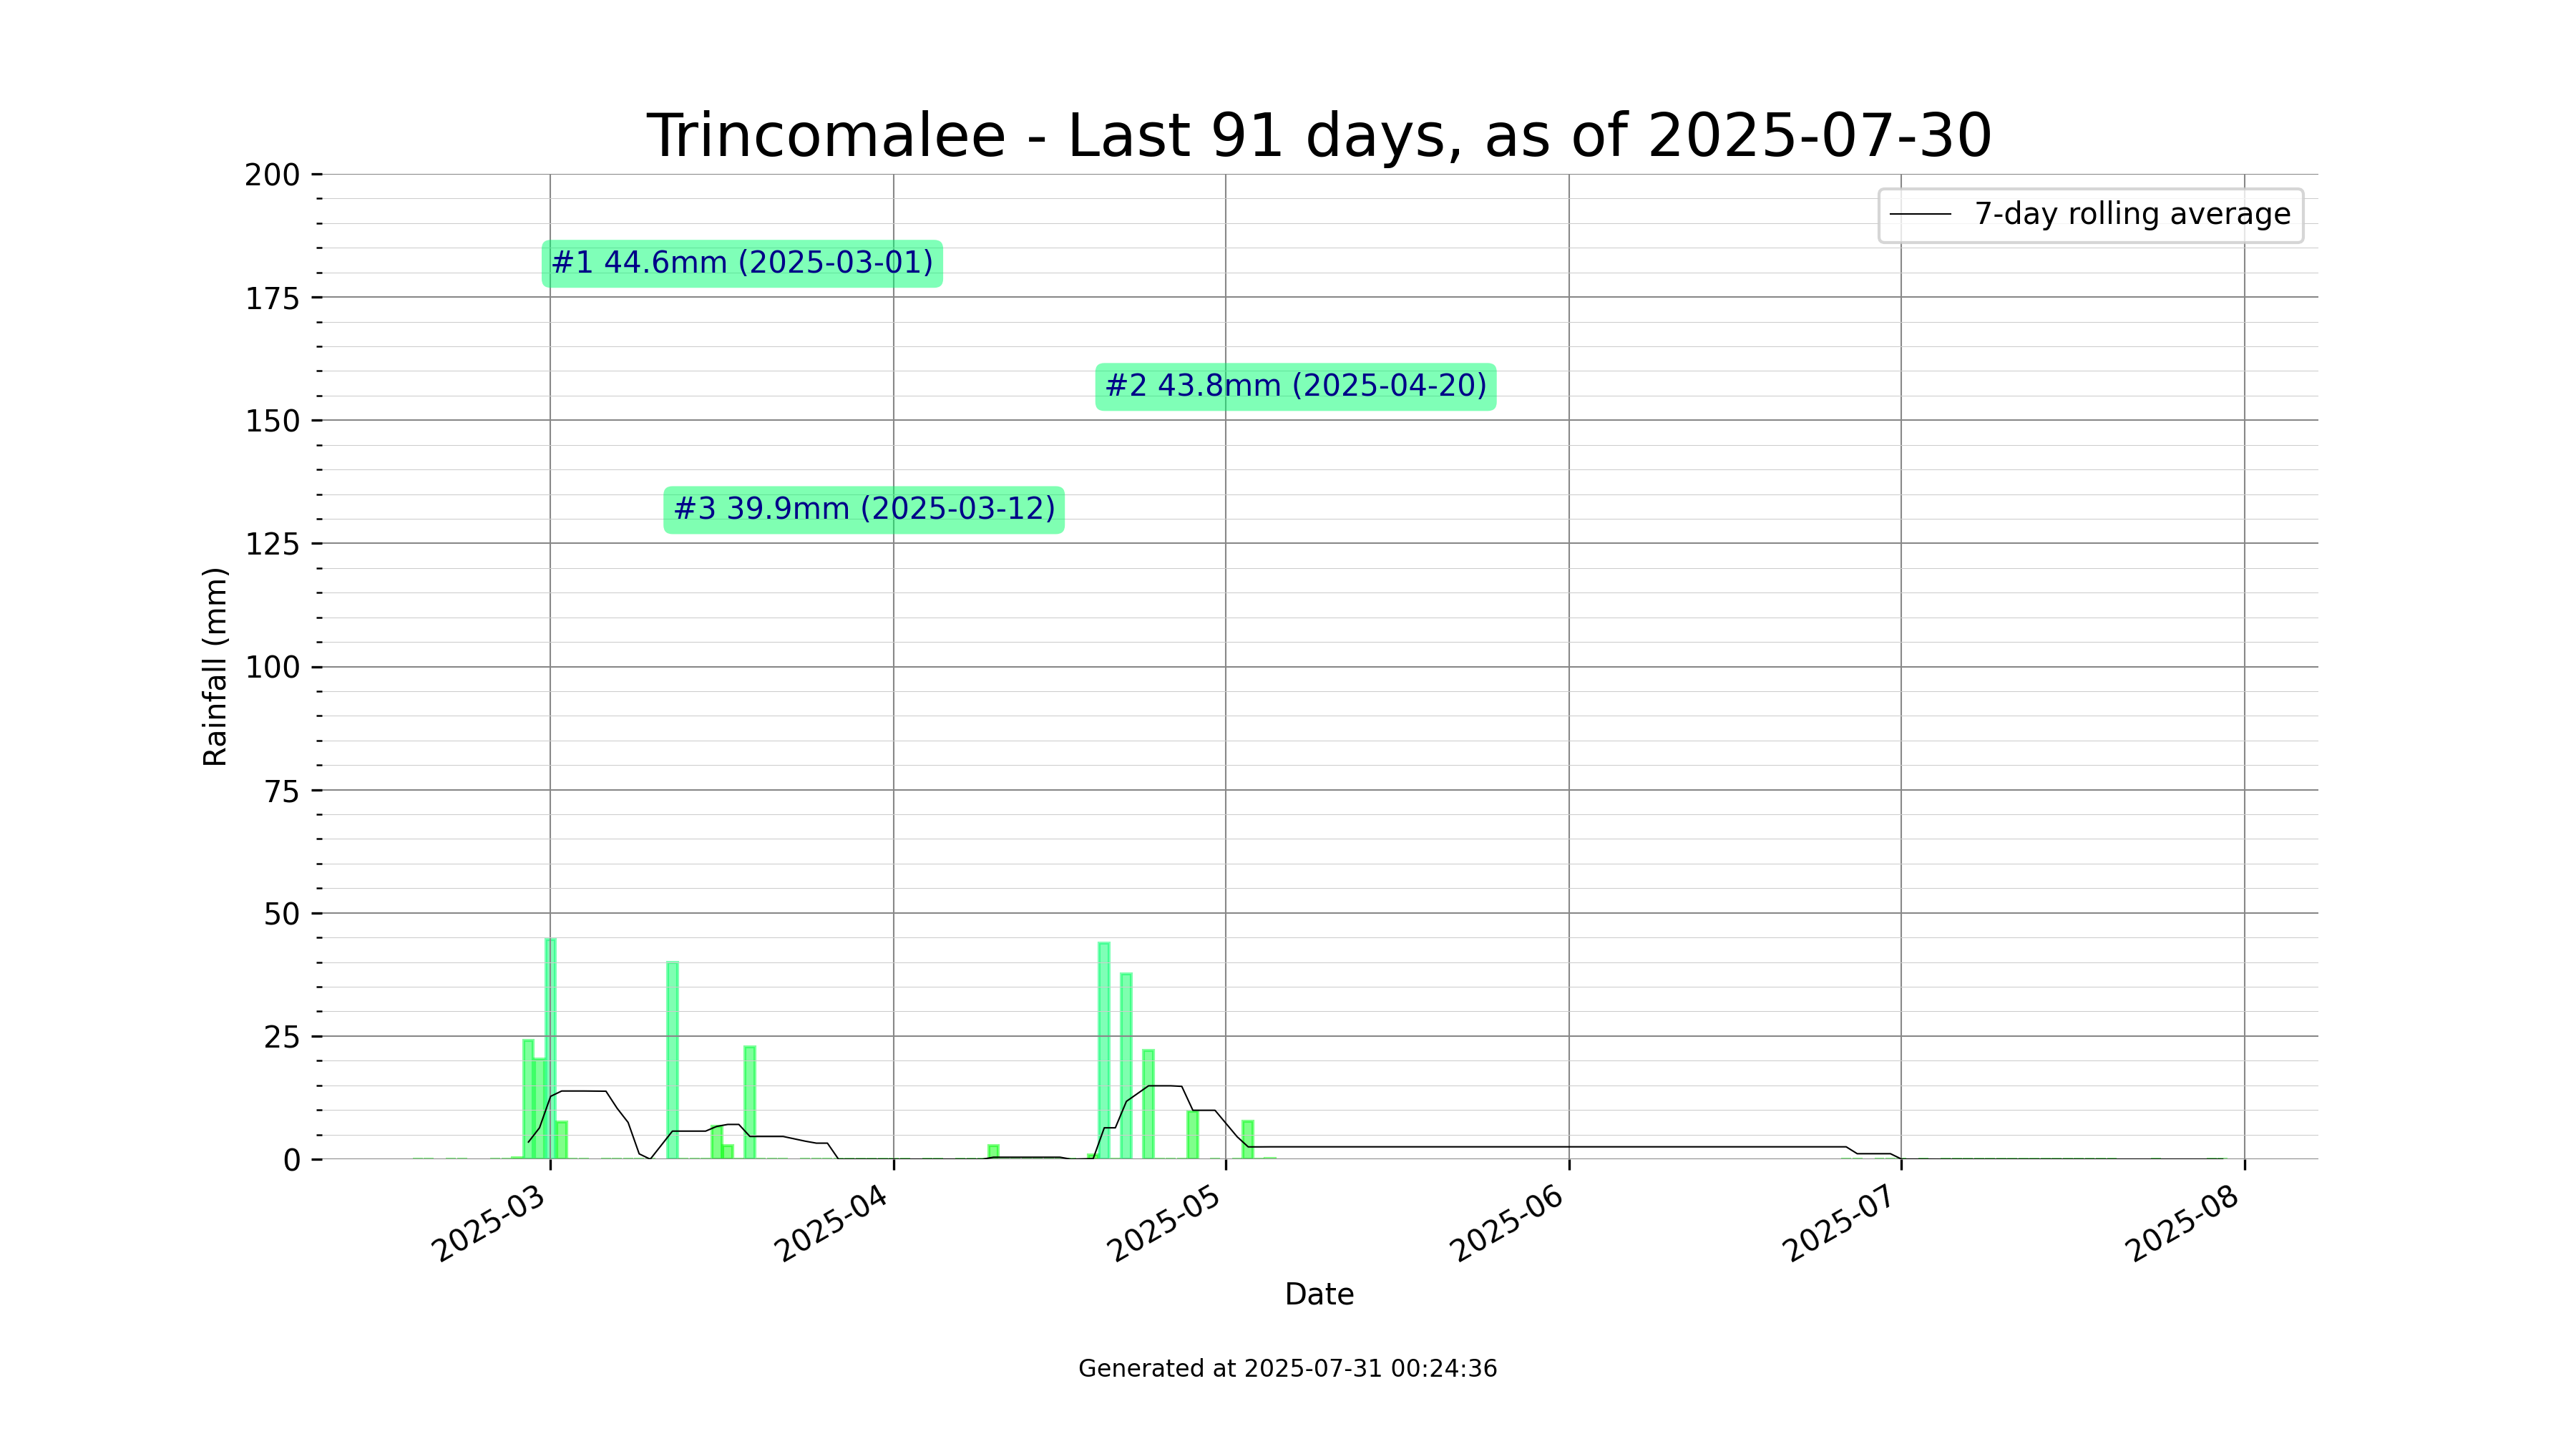 Trincomalee - Last 91 days, as of 2025-07-30
200
175
150
125
100
75
50
25
0
Rainfall (mm)
7-day rolling average
#1 44.6mm (2025-03-01)
#2 43.8mm (2025-04-20)
#3 39.9mm (2025-03-12)
2025-03
2025-04
2025-05
2025-06
2025-07
2025-08
Date
Generated at 2025-07-31 00:24:36